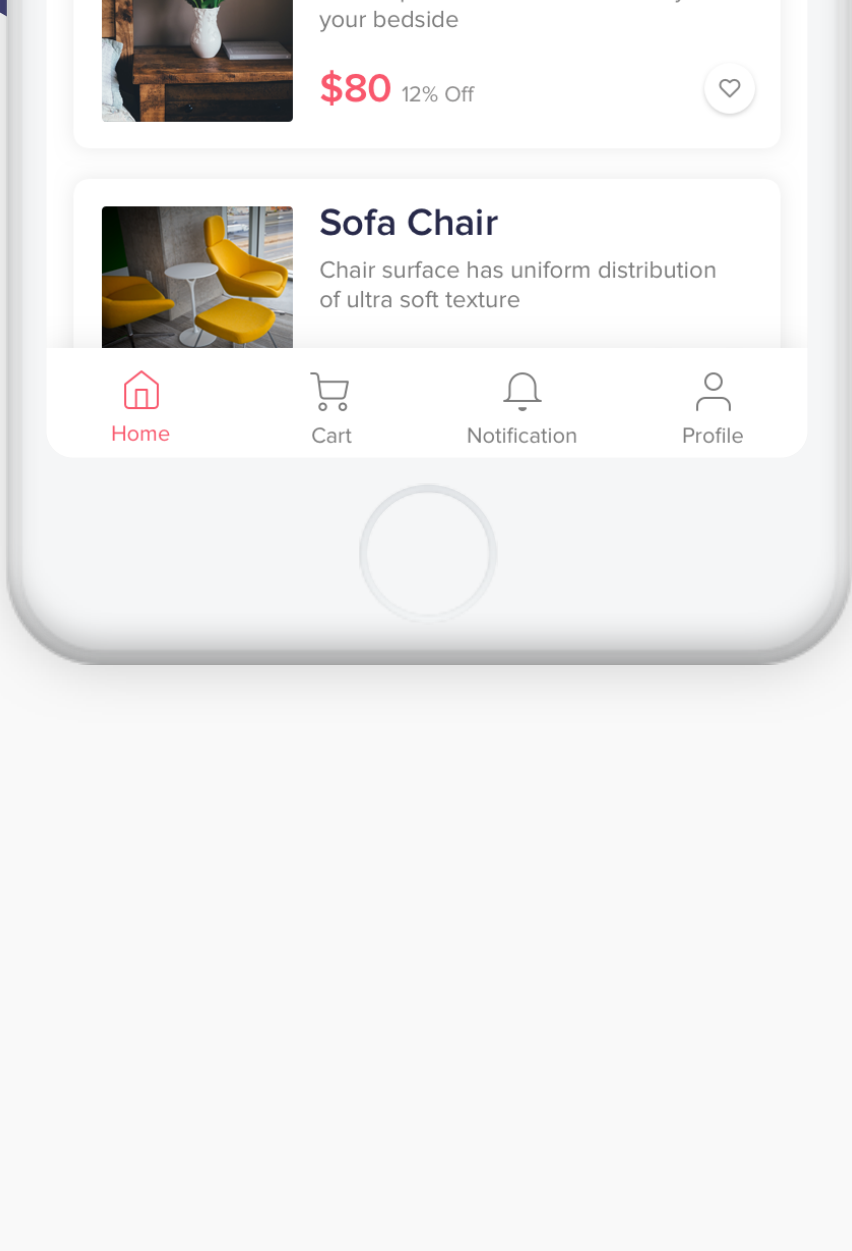 your bedside
$80 12% Off
Sofa Chair
Chair surface has uniform distribution
of ultra soft texture
Home
Cart
Notification
Profile